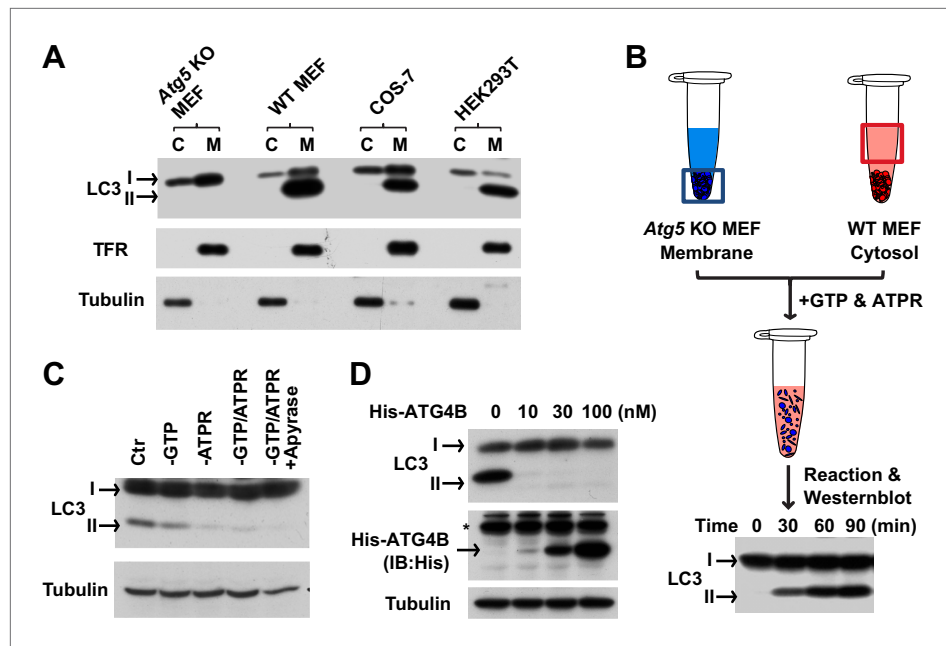 A
Atg5 KO
MEF
WT MEF
COS-7
HEK293T
C M C M C M C M
LC3
I
II
TFR
Tubulin
B
Atg5 KO MEF
Membrane
WT MEF
Cytosol
+GTP & ATPR
Reaction &
Westernblot
Time 0 30 60 90 (min)
LC3
I
II
C
Ctr
-GTP
-ATPR
-GTP/ATPR
-GTP/ATPR
+Apyrase
LC3
I
II
Tubulin
D
His-ATG4B 0 10 30 100 (nM)
LC3
I
II
*
His-ATG4B
(IB:His)
Tubulin